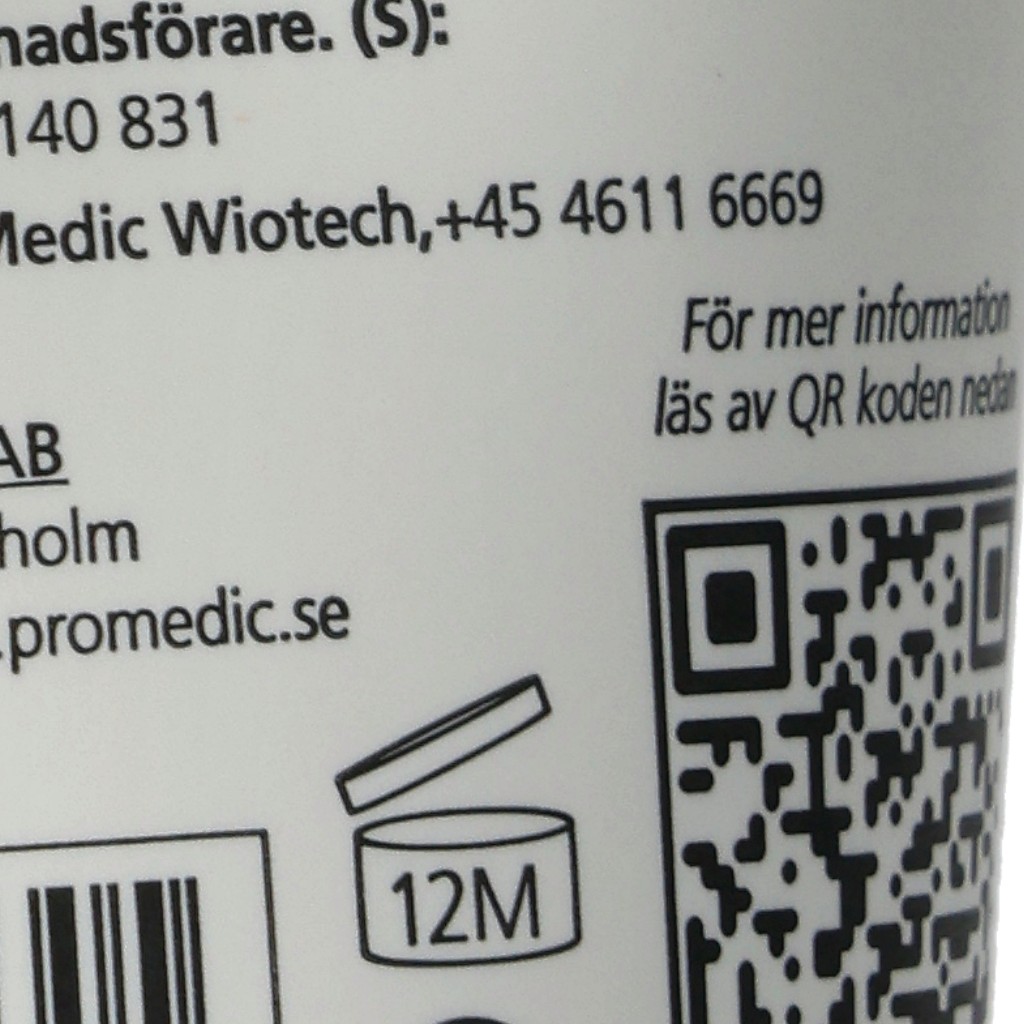 nadsförare. (S):
140 831
Medic Wiotech,+45 4611 6669
För mer information
läs av QR koden nedan
AB
holm
.promedic.se
12M